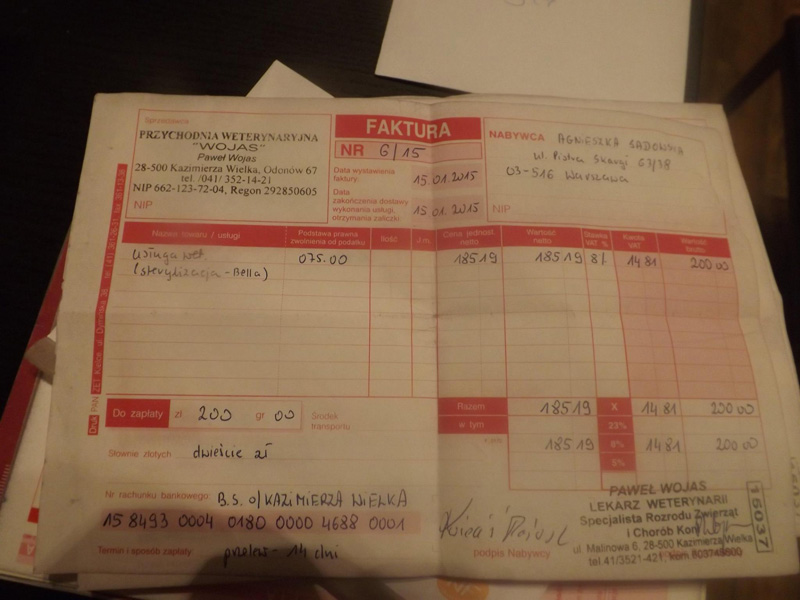 Sprzedawca
PRZYCHODNIA WETERYNARYJNA
"WOJAS"
Paweł Wojas
28-500 Kazimierza Wielka, Odonów 67
tel. /041/ 352-14-21
NIP 662-123-72-04, Regon 292850605
NIP
FAKTURA
NR 6/15
Data wystawienia faktury: 15.01.2015
Data zakończenia dostawy, wykonania usługi, otrzymania zaliczki: 15.01.2015
NABYWCA AGNIESZKA SADOWSKA
ul. Piotra Skargi 63/38
03-516 Warszawa
NIP
Nazwa towaru / usługi Podstawa prawna zwolnienia od podatku Ilość J.m. Cena jednost. netto Wartość netto Stawka VAT % Kwota VAT Wartość brutto
usługa wet. 075.00 185 19 185 19 8% 14 81 200 00
(sterylizacja - Bella)
Do zapłaty zł 200 gr 00 Środek transportu
Razem 185 19 X 14 81 200 00
w tym 23%
185 19 8% 14 81 200 00
5%
Słownie złotych dwieście zł
Nr rachunku bankowego: B.S. o/KAZIMIERZA WIELKA
15 8493 0004 0180 0000 4688 0001
Termin i sposób zapłaty: przelew - 14 dni
podpis Nabywcy
PAWEŁ WOJAS
LEKARZ WETERYNARII
Specjalista Rozrodu Zwierząt
i Chorób Koni
ul. Malinowa 6, 28-500 Kazimierza Wielka
tel. 41/3521-421, kom. 603745900
16037
Druk